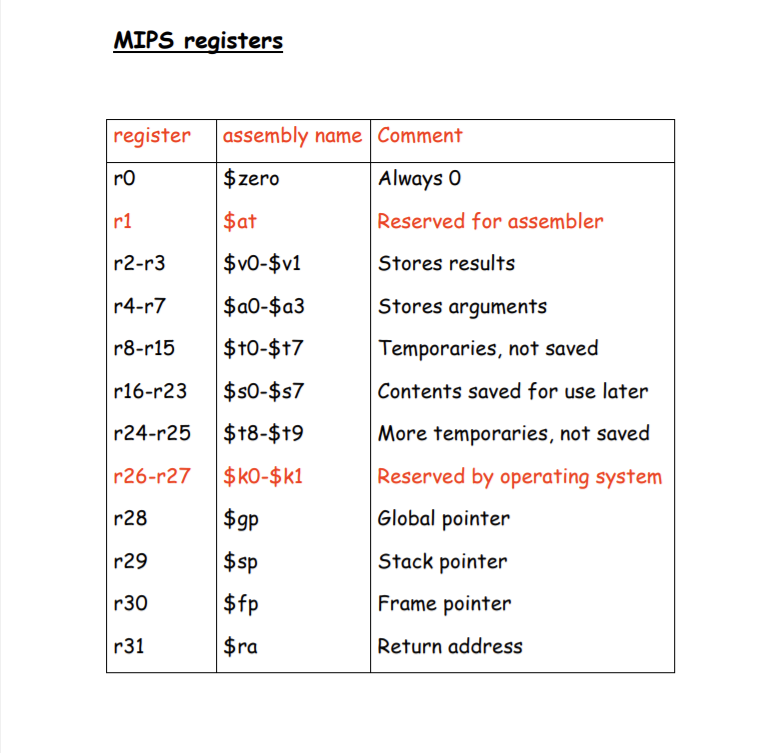 MIPS registers
register assembly name Comment
r0 $zero Always 0
r1 $at Reserved for assembler
r2-r3 $v0-$v1 Stores results
r4-r7 $a0-$a3 Stores arguments
r8-r15 $t0-$t7 Temporaries, not saved
r16-r23 $s0-$s7 Contents saved for use later
r24-r25 $t8-$t9 More temporaries, not saved
r26-r27 $k0-$k1 Reserved by operating system
r28 $gp Global pointer
r29 $sp Stack pointer
r30 $fp Frame pointer
r31 $ra Return address